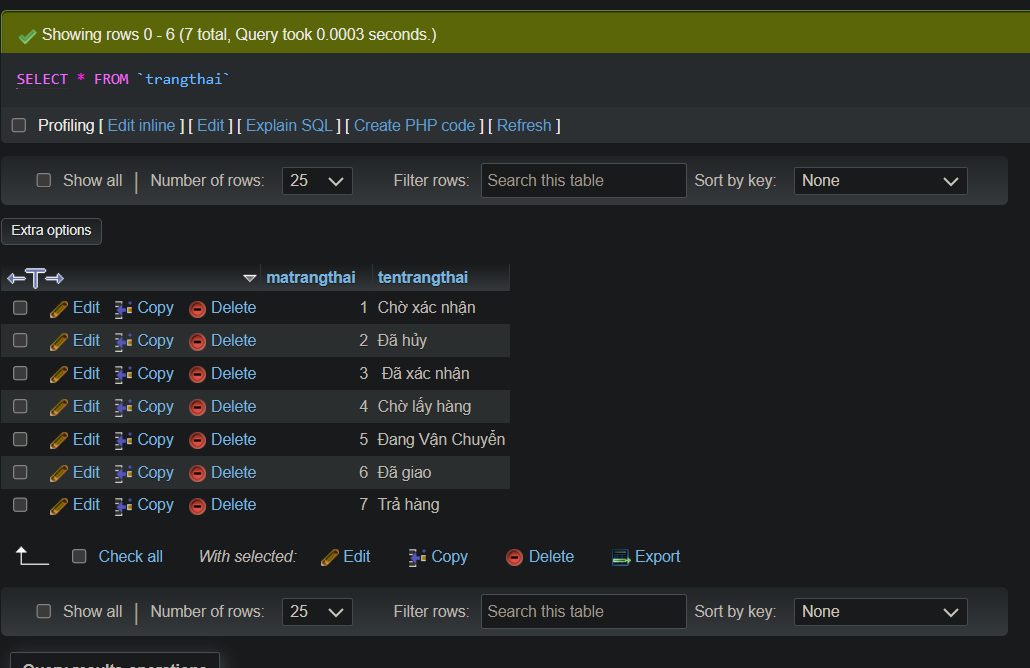 Showing rows 0 - 6 (7 total, Query took 0.0003 seconds.)
SELECT * FROM `trangthai`
Profiling [ Edit inline ] [ Edit ] [ Explain SQL ] [ Create PHP code ] [ Refresh ]
Show all | Number of rows: 25 Filter rows: Search this table Sort by key: None
Extra options
matrangthai tentrangthai
Edit Copy Delete 1 Chờ xác nhận
Edit Copy Delete 2 Đã hủy
Edit Copy Delete 3 Đã xác nhận
Edit Copy Delete 4 Chờ lấy hàng
Edit Copy Delete 5 Đang Vận Chuyển
Edit Copy Delete 6 Đã giao
Edit Copy Delete 7 Trả hàng
Check all With selected: Edit Copy Delete Export
Show all | Number of rows: 25 Filter rows: Search this table Sort by key: None
Query results operations